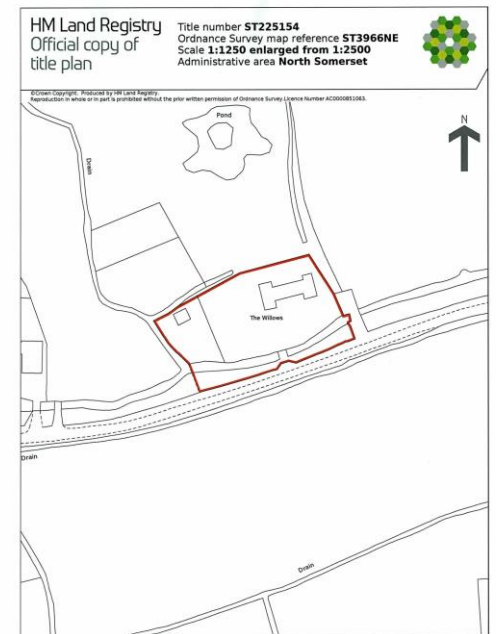 HM Land Registry
Official copy of
title plan
Title number ST225154
Ordnance Survey map reference ST3966NE
Scale 1:1250 enlarged from 1:2500
Administrative area North Somerset
©Crown Copyright. Produced by HM Land Registry.
Reproduction in whole or in part is prohibited without the prior written permission of Ordnance Survey. Licence Number AC0000851063.
Pond
N
Drain
The Willows
Drain
Drain